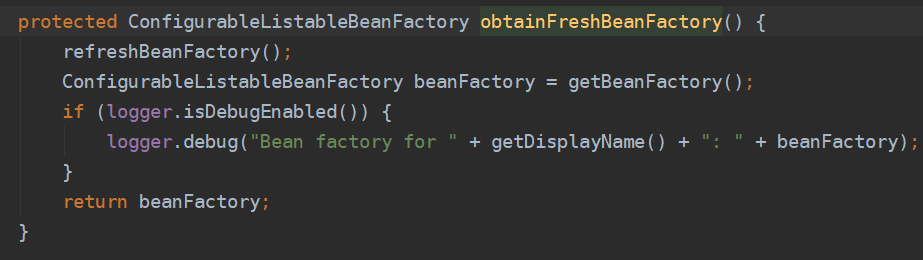 protected ConfigurableListableBeanFactory obtainFreshBeanFactory() {
    refreshBeanFactory();
    ConfigurableListableBeanFactory beanFactory = getBeanFactory();
    if (logger.isDebugEnabled()) {
        logger.debug("Bean factory for " + getDisplayName() + ": " + beanFactory);
    }
    return beanFactory;
}